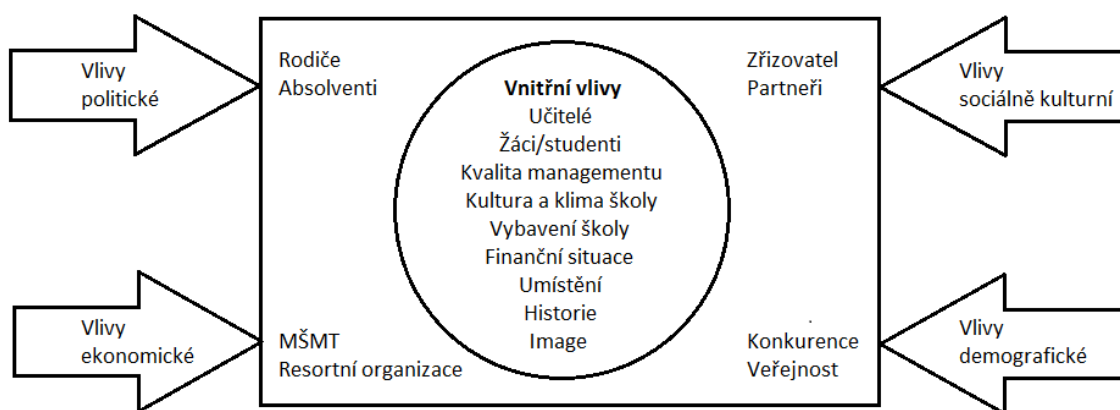 Vlivy
politické
Rodiče
Absolventi
Vnitřní vlivy
Učitelé
Žáci/studenti
Kvalita managementu
Kultura a klima školy
Vybavení školy
Finanční situace
Umístění
Historie
Image
Zřizovatel
Partneři
Vlivy
sociálně kulturní
Vlivy
ekonomické
MŠMT
Resortní organizace
Konkurence
Veřejnost
Vlivy
demografické